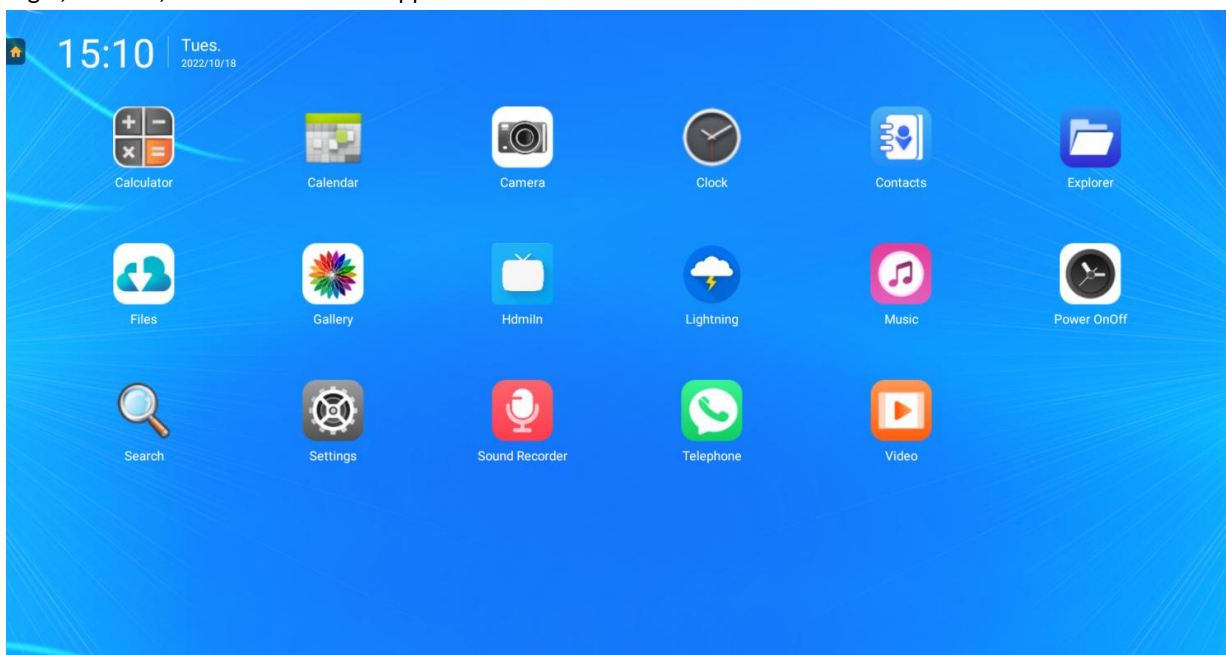 15:10 Tues.
2022/10/18
Calculator Calendar Camera Clock Contacts Explorer
Files Gallery HdmiIn Lightning Music Power OnOff
Search Settings Sound Recorder Telephone Video